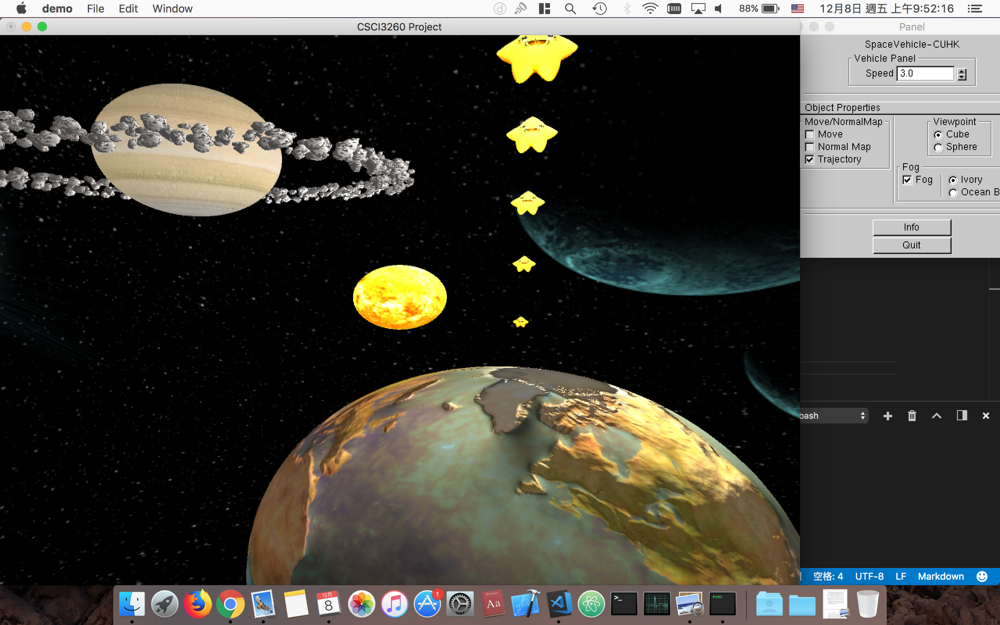 demo File Edit Window
88% 12月8日 週五 上午9:52:16
CSCI3260 Project
Panel
SpaceVehicle-CUHK
Vehicle Panel
Speed 3.0
Object Properties
Move/NormalMap
Move
Normal Map
Trajectory
Viewpoint
Cube
Sphere
Fog
Fog
Ivory
Ocean B
Info
Quit
bash
空格: 4 UTF-8 LF Markdown
12月
8
1
Dictionary
Aa
>_
exec